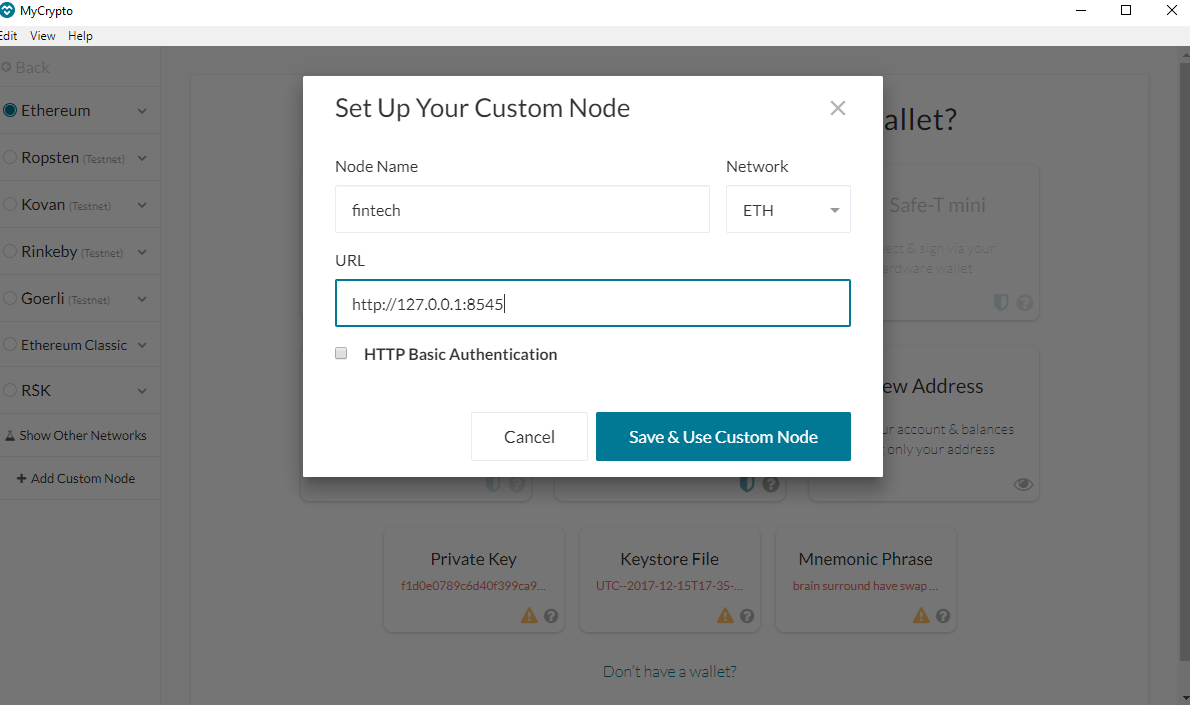 MyCrypto
Edit View Help
Back
Ethereum
Ropsten (Testnet)
Kovan (Testnet)
Rinkeby (Testnet)
Goerli (Testnet)
Ethereum Classic
RSK
Show Other Networks
+ Add Custom Node
Set Up Your Custom Node
Node Name
fintech
Network
ETH
URL
http://127.0.0.1:8545
HTTP Basic Authentication
Cancel
Save & Use Custom Node
allet?
Safe-T mini
ect & sign via your
rdware wallet
ew Address
ur account & balances
only your address
Private Key
f1d0e0789c6d40f399ca9...
Keystore File
UTC--2017-12-15T17-35-...
Mnemonic Phrase
brain surround have swap ...
Don't have a wallet?